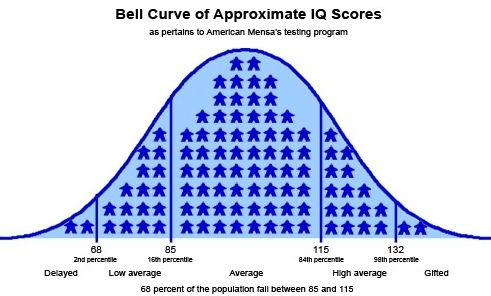 Bell Curve of Approximate IQ Scores
as pertains to American Mensa's testing program
68 85 115 132
2nd percentile 16th percentile 84th percentile 98th percentile
Delayed Low average Average High average Gifted
68 percent of the population fall between 85 and 115